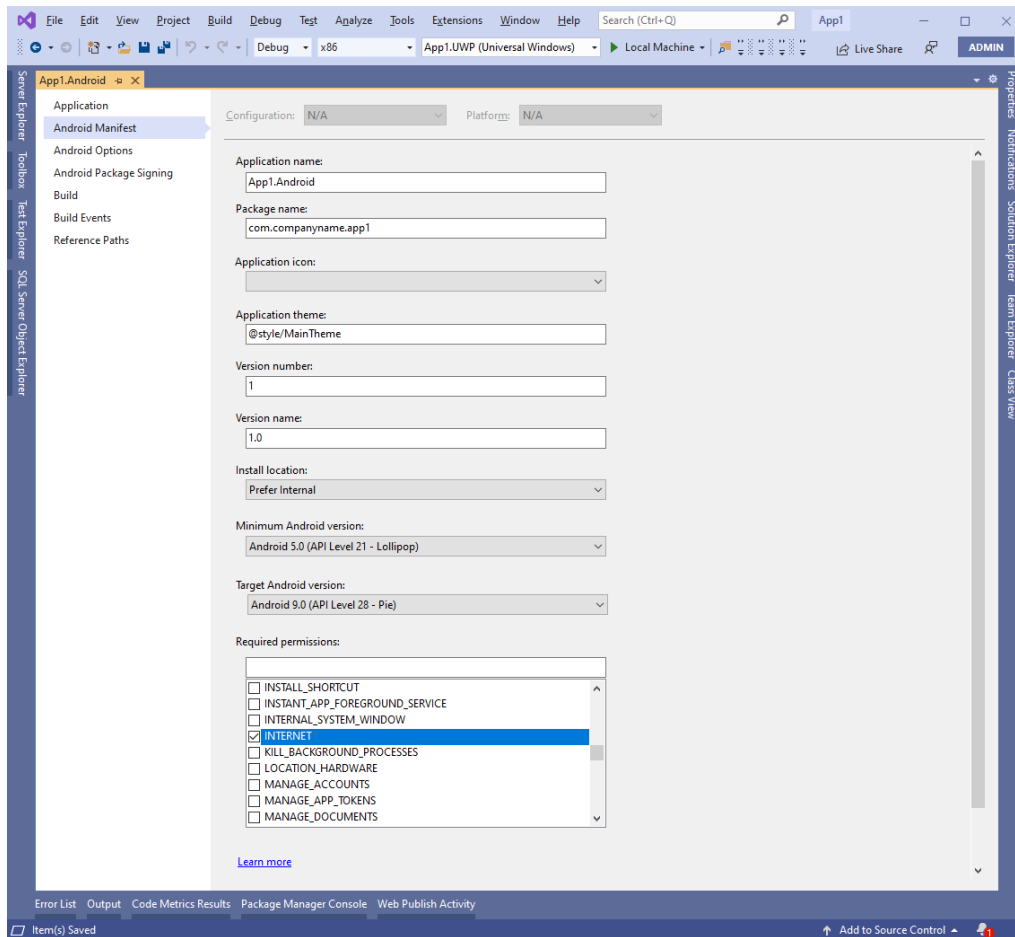 File Edit View Project Build Debug Test Analyze Tools Extensions Window Help Search (Ctrl+Q) App1
Debug x86 App1.UWP (Universal Windows) Local Machine Live Share ADMIN
App1.Android
Server Explorer
Toolbox
Test Explorer
SQL Server Object Explorer
Application
Android Manifest
Android Options
Android Package Signing
Build
Build Events
Reference Paths
Configuration: N/A Platform: N/A
Application name:
App1.Android
Package name:
com.companyname.app1
Application icon:
Application theme:
@style/MainTheme
Version number:
1
Version name:
1.0
Install location:
Prefer Internal
Minimum Android version:
Android 5.0 (API Level 21 - Lollipop)
Target Android version:
Android 9.0 (API Level 28 - Pie)
Required permissions:
INSTALL_SHORTCUT
INSTANT_APP_FOREGROUND_SERVICE
INTERNAL_SYSTEM_WINDOW
INTERNET
KILL_BACKGROUND_PROCESSES
LOCATION_HARDWARE
MANAGE_ACCOUNTS
MANAGE_APP_TOKENS
MANAGE_DOCUMENTS
Learn more
Properties
Notifications
Solution Explorer
Team Explorer
Class View
Error List Output Code Metrics Results Package Manager Console Web Publish Activity
Item(s) Saved Add to Source Control 1